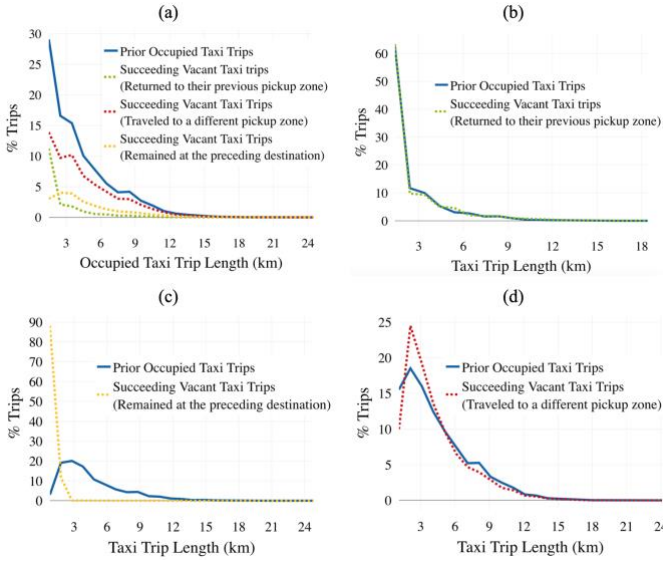 (a)
30
25
20
15
10
5
0
% Trips
Prior Occupied Taxi Trips
Succeeding Vacant Taxi trips
(Returned to their previous pickup zone)
Succeeding Vacant Taxi Trips
(Traveled to a different pickup zone)
Succeeding Vacant Taxi Trips
(Remained at the preceding destination)
3 6 9 12 15 18 21 24
Occupied Taxi Trip Length (km)
(b)
60
50
40
30
20
10
0
% Trips
Prior Occupied Taxi Trips
Succeeding Vacant Taxi trips
(Returned to their previous pickup zone)
3 6 9 12 15 18
Taxi Trip Length (km)
(c)
90
80
70
60
50
40
30
20
10
0
% Trips
Prior Occupied Taxi Trips
Succeeding Vacant Taxi Trips
(Remained at the preceding destination)
3 6 9 12 15 18 21 24
Taxi Trip Length (km)
(d)
25
20
15
10
5
0
% Trips
Prior Occupied Taxi Trips
Succeeding Vacant Taxi Trips
(Traveled to a different pickup zone)
3 6 9 12 15 18 21 24
Taxi Trip Length (km)